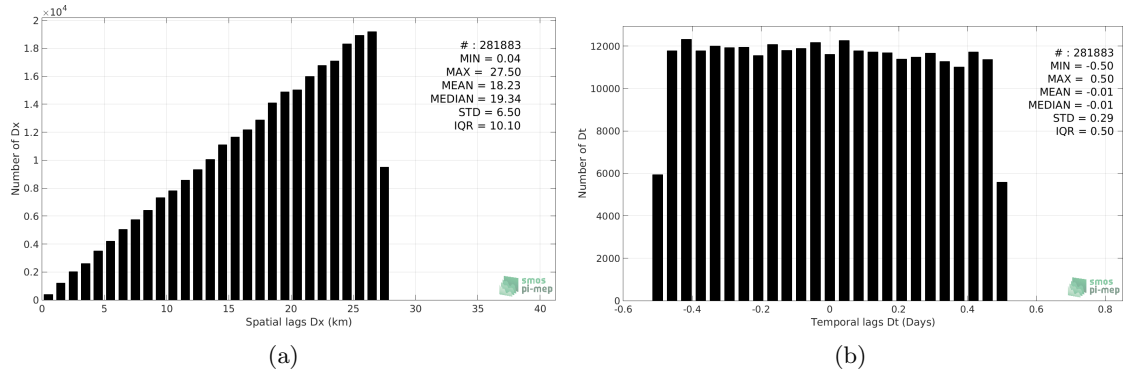 ×10⁴
2
1.8
1.6
1.4
1.2
1
0.8
0.6
0.4
0.2
0
Number of Dx
# : 281883
MIN = 0.04
MAX = 27.50
MEAN = 18.23
MEDIAN = 19.34
STD = 6.50
IQR = 10.10
smos
pi-mep
0 5 10 15 20 25 30 35 40
Spatial lags Dx (km)
(a)
12000
10000
8000
6000
4000
2000
0
Number of Dt
# : 281883
MIN = -0.50
MAX = 0.50
MEAN = -0.01
MEDIAN = -0.01
STD = 0.29
IQR = 0.50
smos
pi-mep
-0.6 -0.4 -0.2 0 0.2 0.4 0.6 0.8
Temporal lags Dt (Days)
(b)